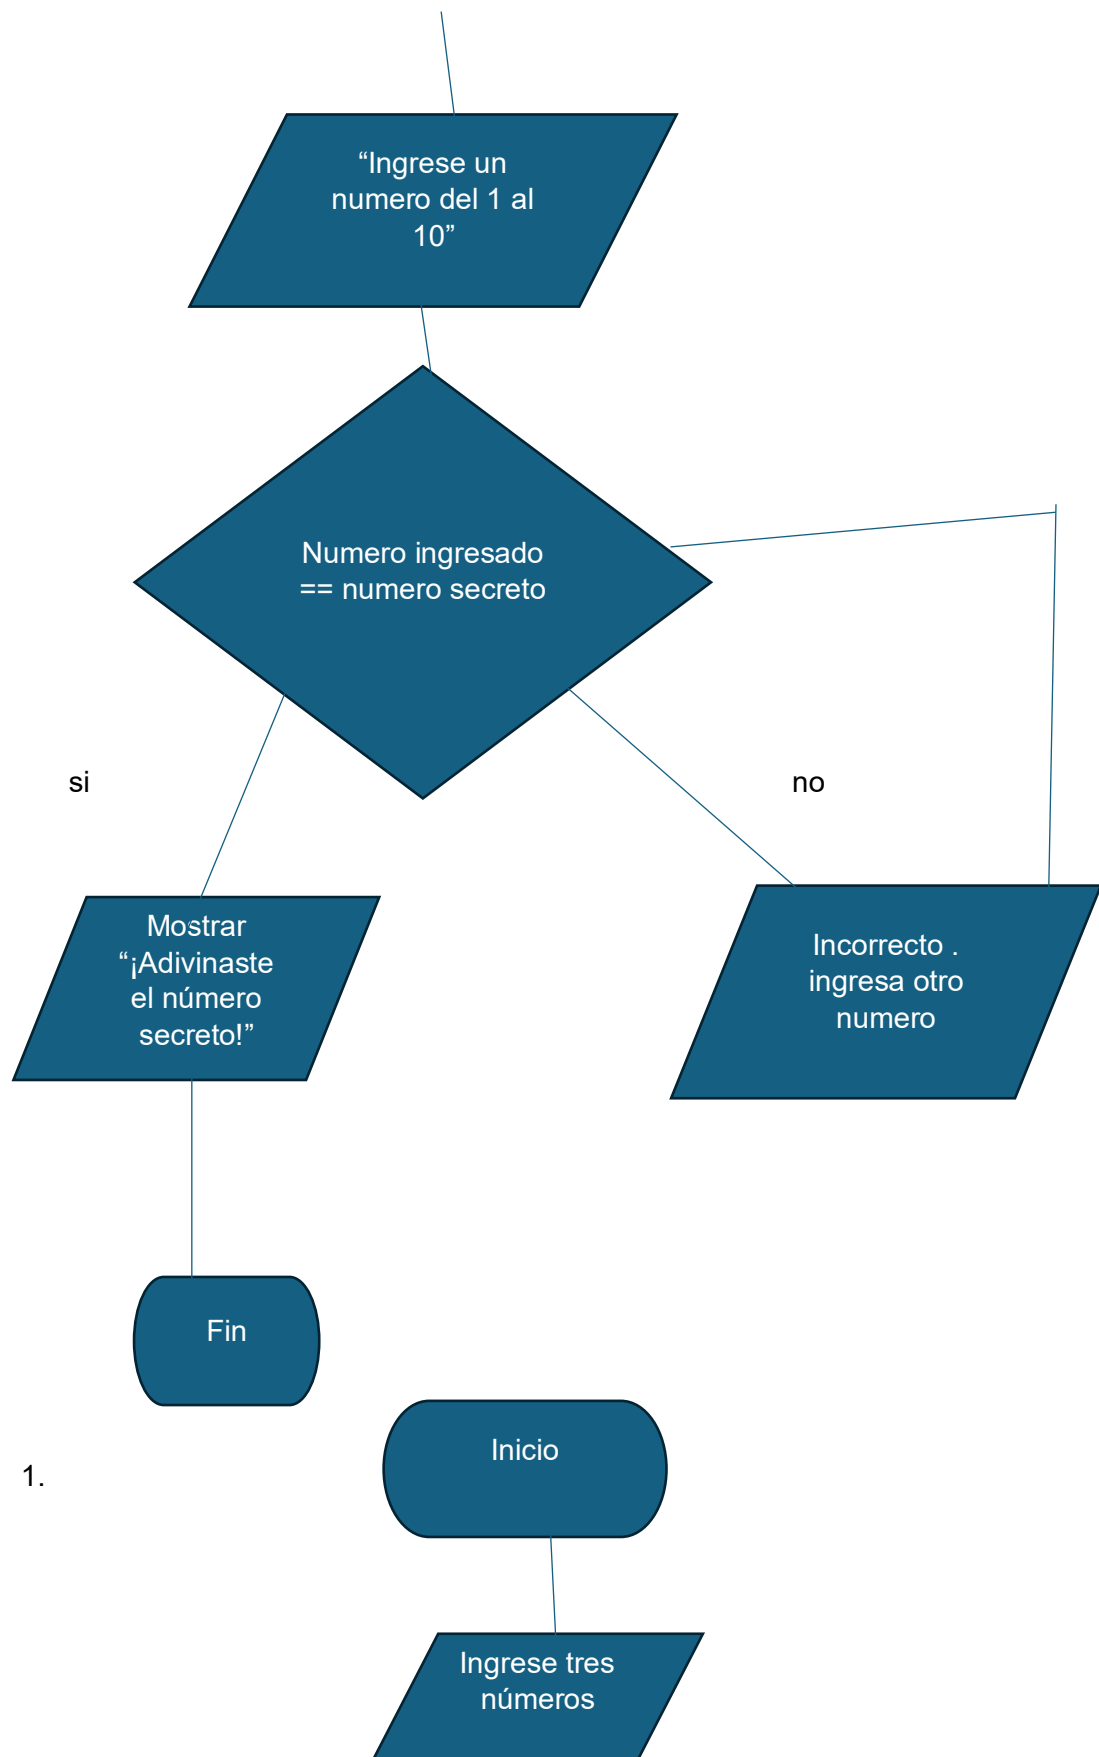 “Ingrese un
numero del 1 al
10”
Numero ingresado
== numero secreto
si
no
Mostrar
“¡Adivinaste
el número
secreto!”
Incorrecto .
ingresa otro
numero
Fin
Inicio
1.
Ingrese tres
números